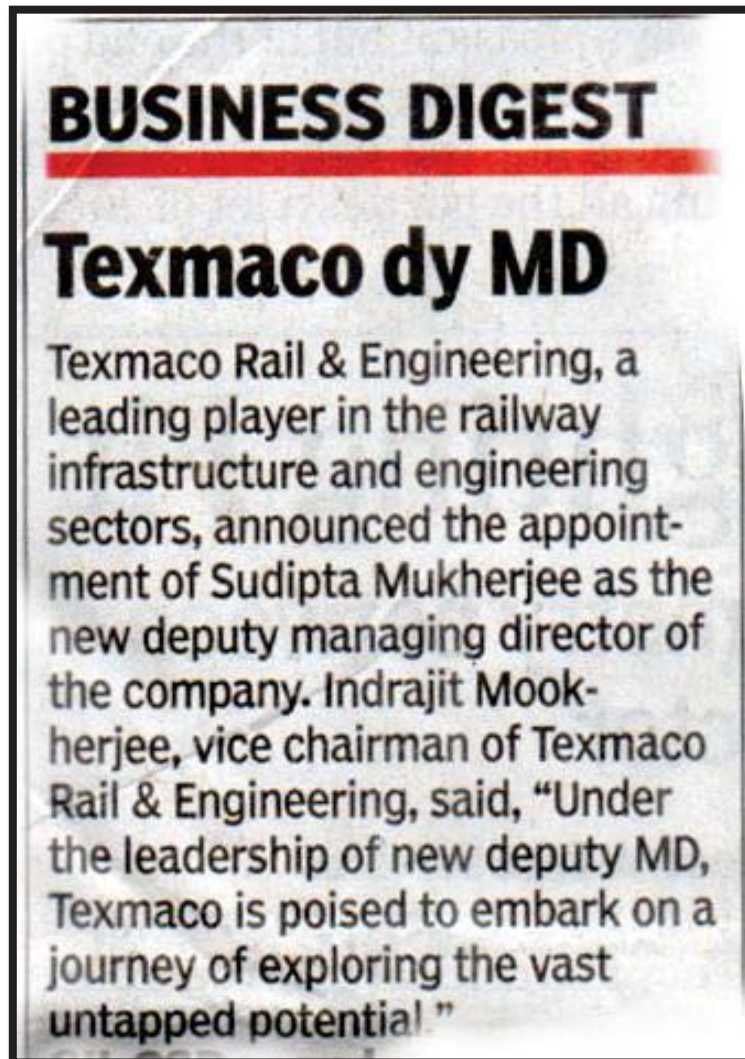 BUSINESS DIGEST
Texmaco dy MD
Texmaco Rail & Engineering, a
leading player in the railway
infrastructure and engineering
sectors, announced the appoint-
ment of Sudipta Mukherjee as the
new deputy managing director of
the company. Indrajit Mook-
herjee, vice chairman of Texmaco
Rail & Engineering, said, “Under
the leadership of new deputy MD,
Texmaco is poised to embark on a
journey of exploring the vast
untapped potential.”